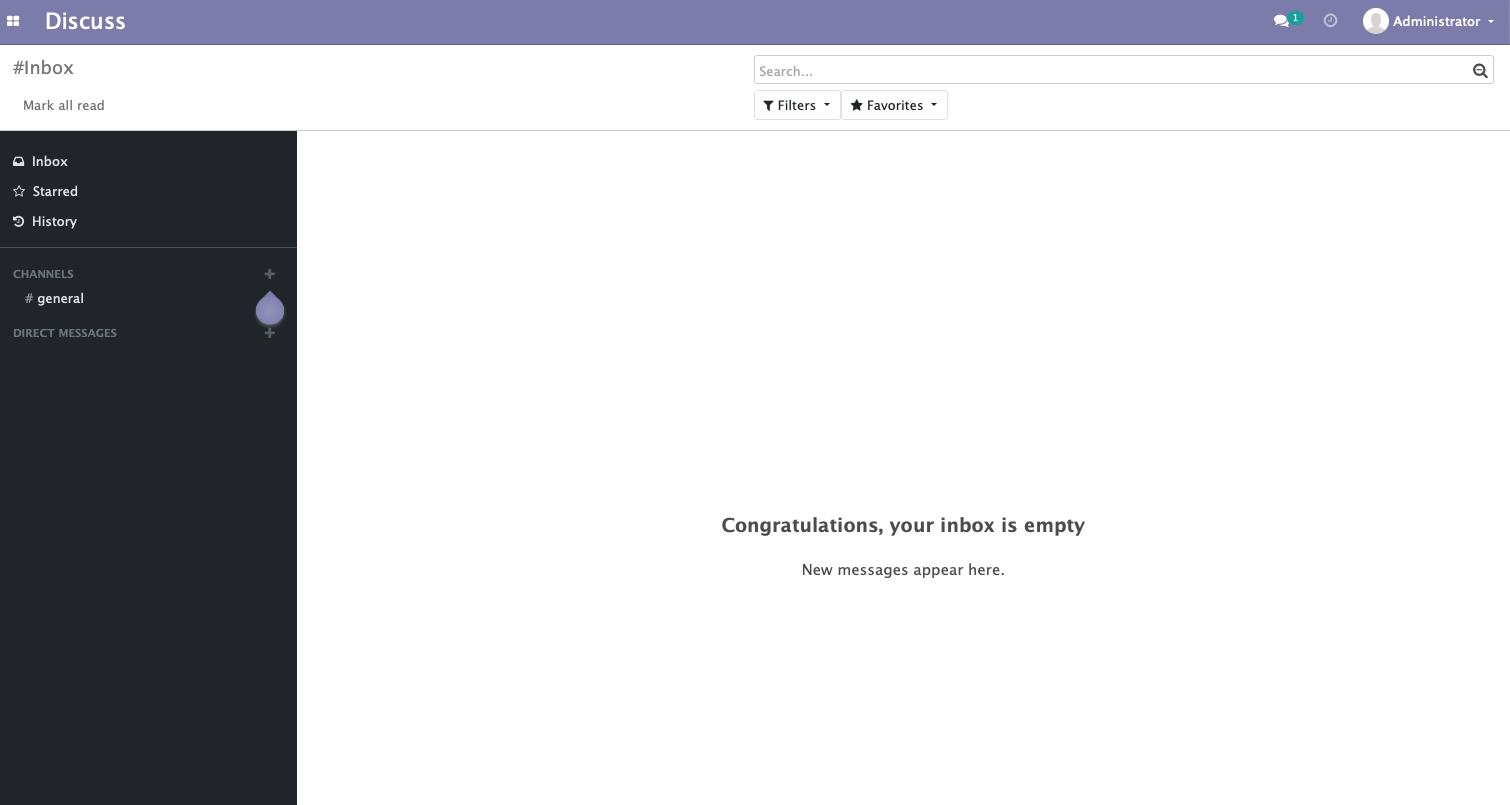 Discuss
1
Administrator
#Inbox
Search...
Mark all read
Filters
Favorites
Inbox
Starred
History
CHANNELS
# general
DIRECT MESSAGES
Congratulations, your inbox is empty
New messages appear here.